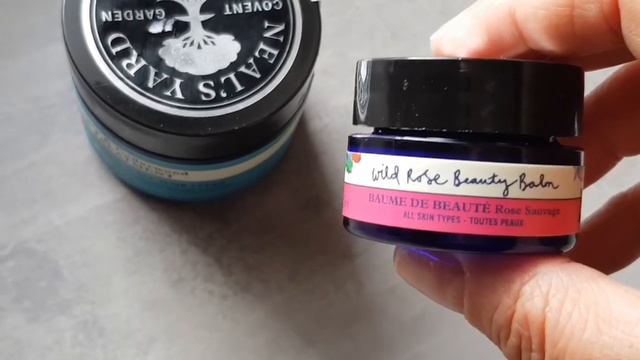 NEAL'S YARD
COVENT
GARDEN
wild Rose Beauty Balm
BAUME DE BEAUTÉ Rose Sauvage
ALL SKIN TYPES - TOUTES PEAUX